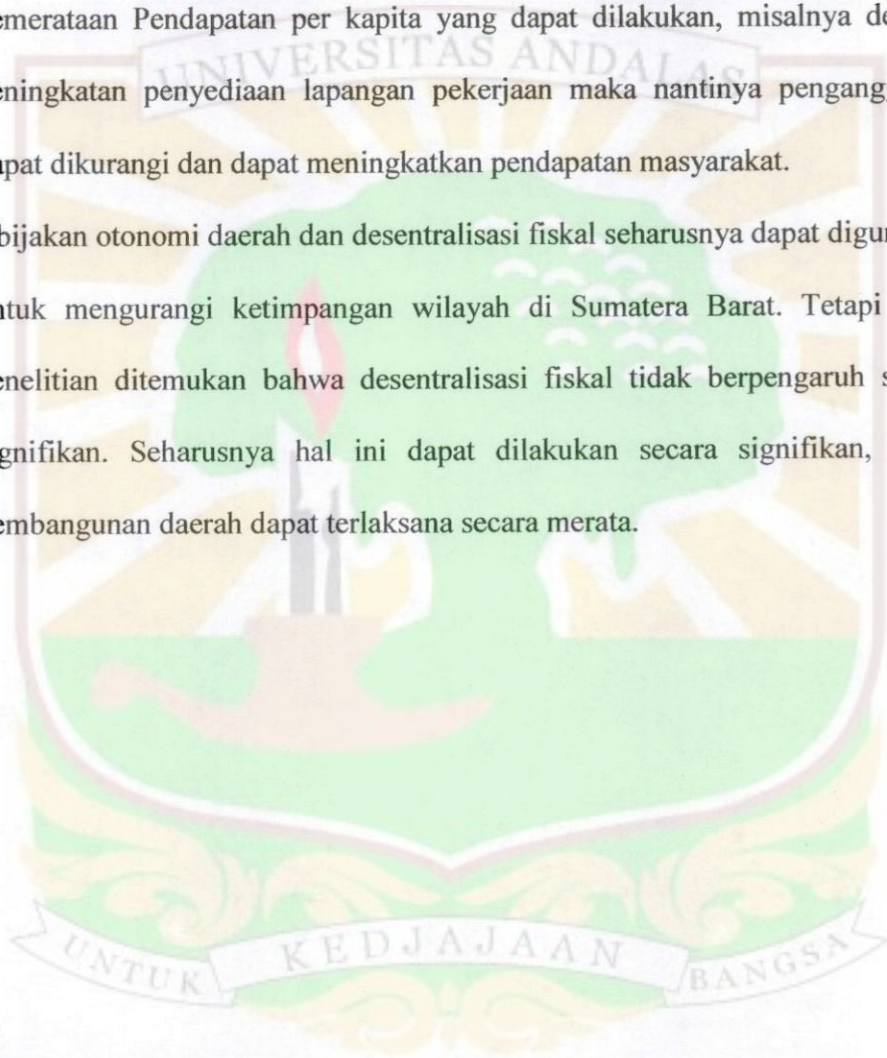 emerataan Pendapatan per kapita yang dapat dilakukan, misalnya de
UNIVERSITAS ANDALAS
eningkatan penyediaan lapangan pekerjaan maka nantinya pengang
apat dikurangi dan dapat meningkatkan pendapatan masyarakat.
bijakan otonomi daerah dan desentralisasi fiskal seharusnya dapat digu
ntuk mengurangi ketimpangan wilayah di Sumatera Barat. Tetapi
enelitian ditemukan bahwa desentralisasi fiskal tidak berpengaruh s
gnifikan. Seharusnya hal ini dapat dilakukan secara signifikan,
embangunan daerah dapat terlaksana secara merata.
UNTUK KEDJAJAAN BANGSA